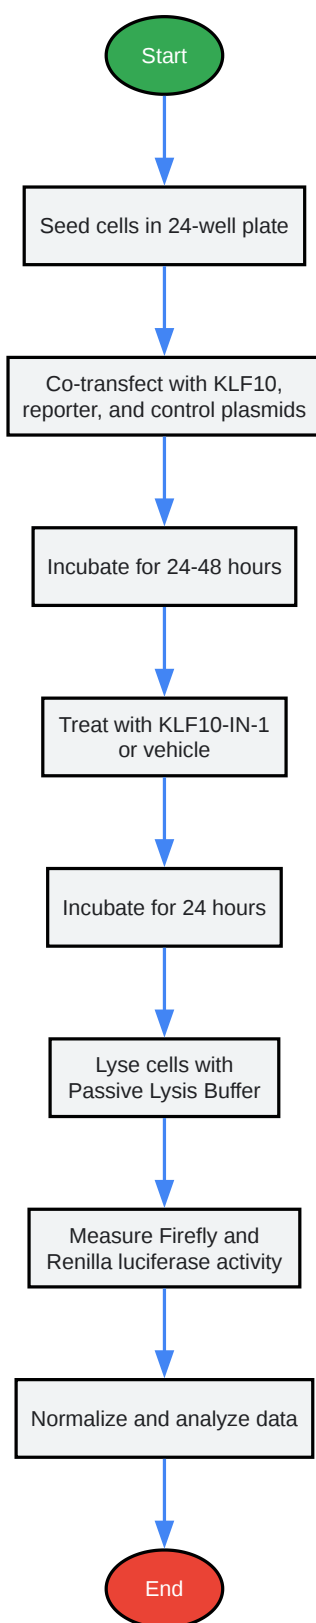 Start
Seed cells in 24-well plate
Co-transfect with KLF10,
reporter, and control plasmids
Incubate for 24-48 hours
Treat with KLF10-IN-1
or vehicle
Incubate for 24 hours
Lyse cells with
Passive Lysis Buffer
Measure Firefly and
Renilla luciferase activity
Normalize and analyze data
End